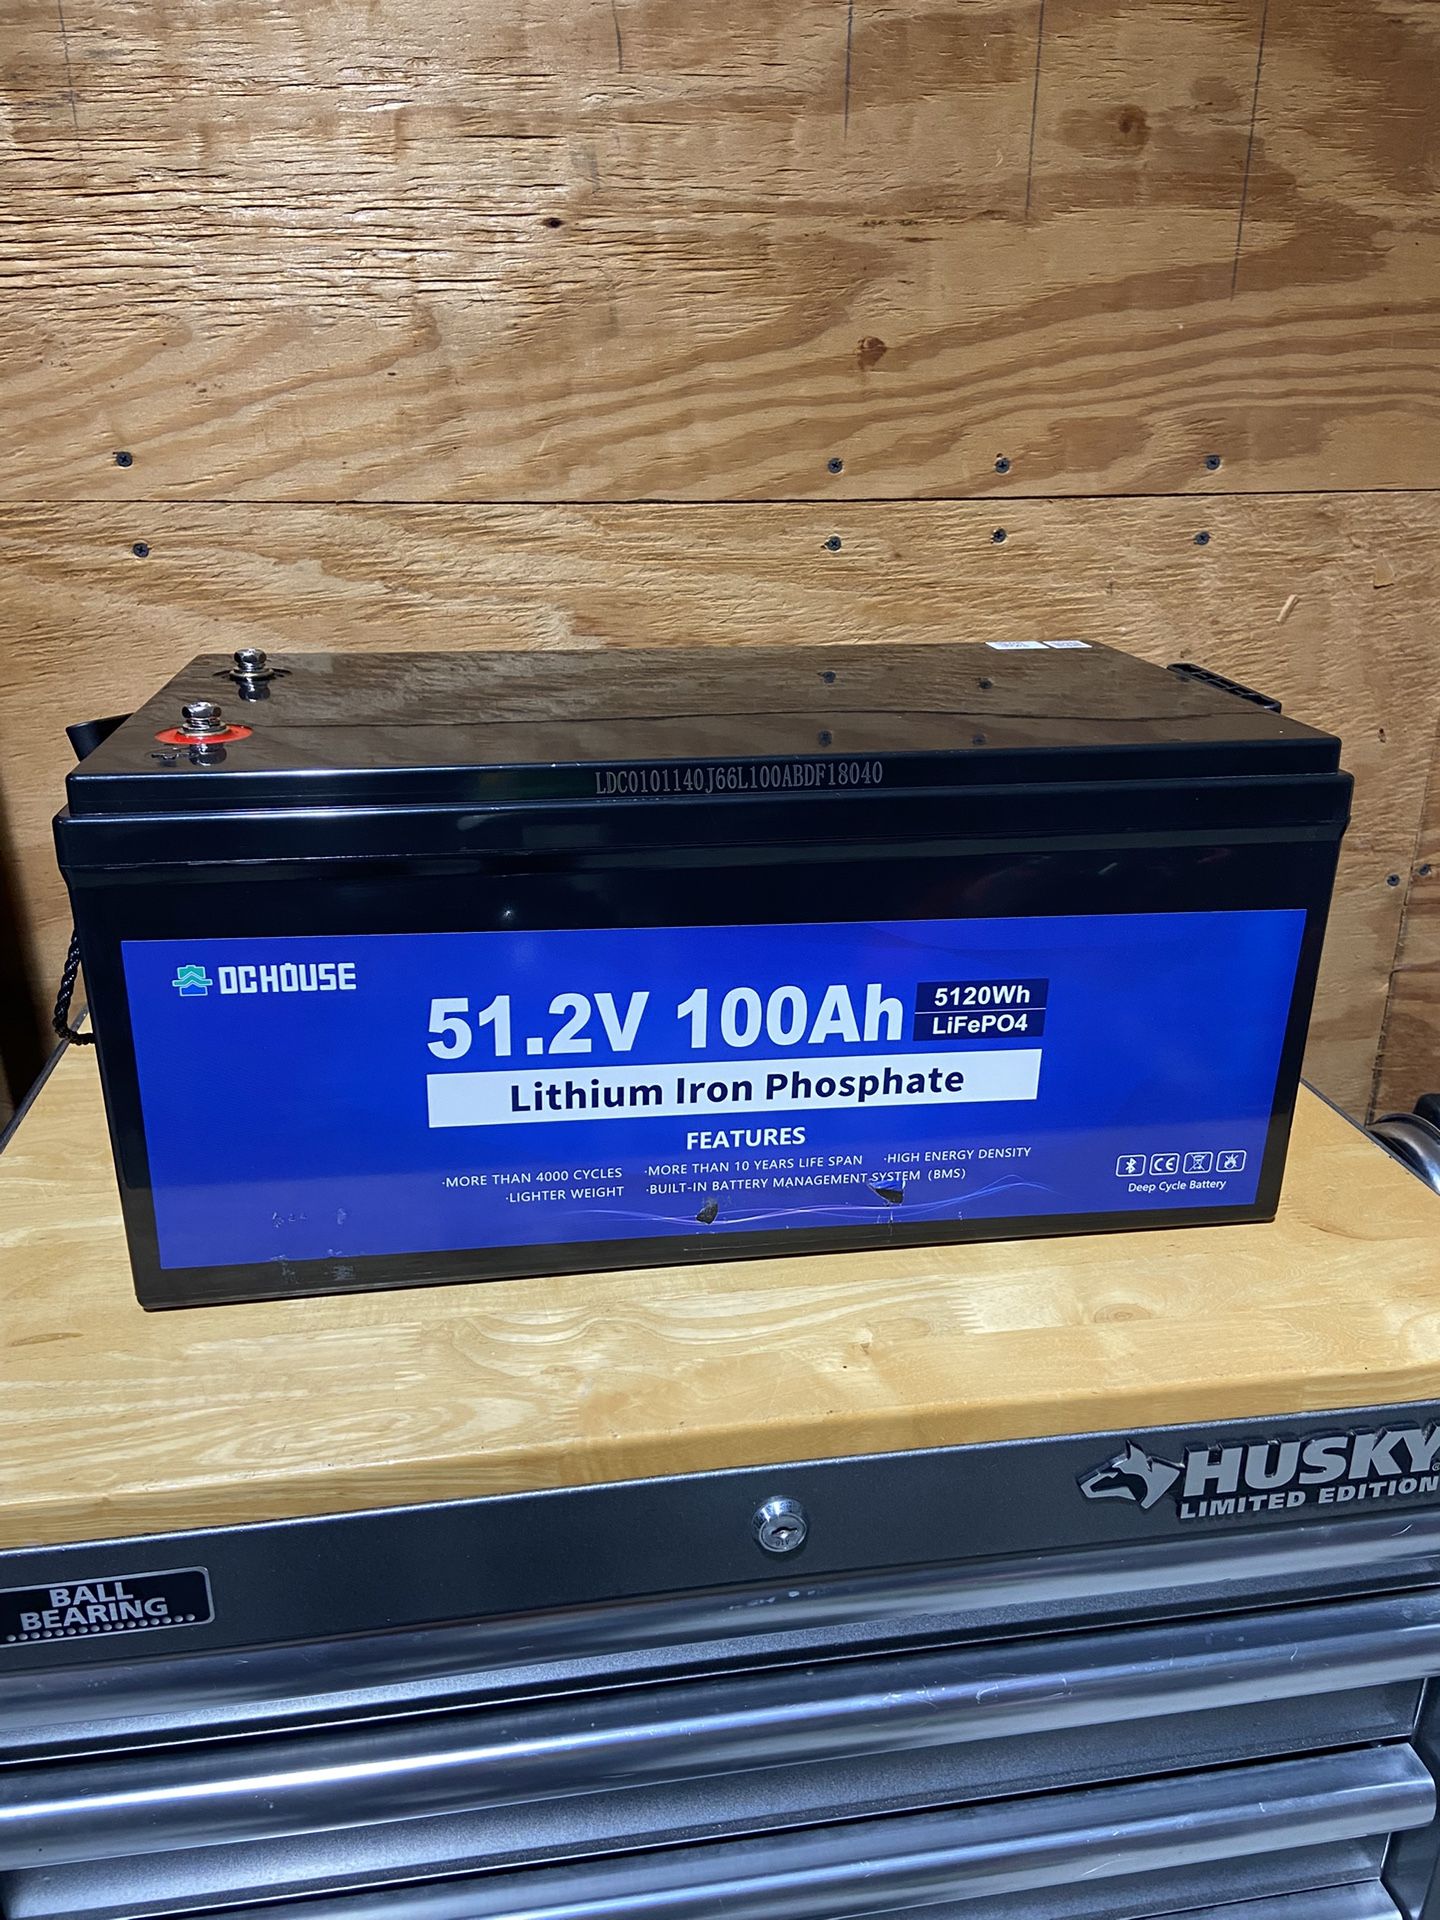 LDC0101140J66L100ABDF18040
DCHOUSE
51.2V 100Ah
5120Wh
LiFePO4
Lithium Iron Phosphate
FEATURES
·MORE THAN 4000 CYCLES ·MORE THAN 10 YEARS LIFE SPAN ·HIGH ENERGY DENSITY
·LIGHTER WEIGHT ·BUILT-IN BATTERY MANAGEMENT SYSTEM (BMS)
CE
Deep Cycle Battery
HUSKY
LIMITED EDITION
BALL
BEARING